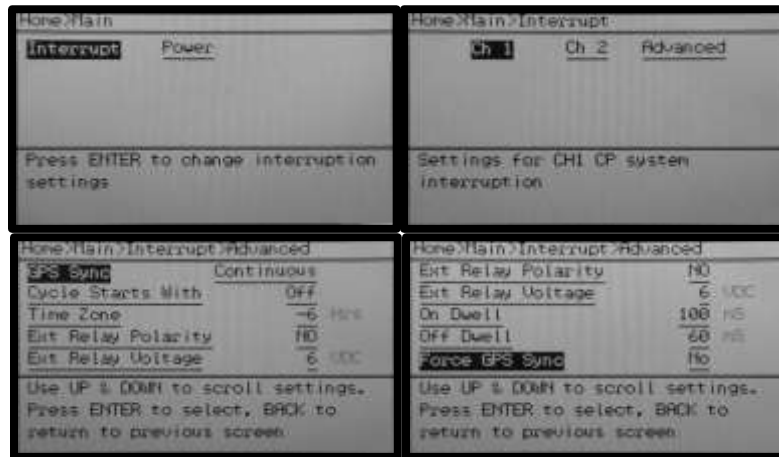 Home>Main
Interrupt Power
Press ENTER to change interruption
settings
Home>Main>Interrupt
Ch 1 Ch 2 Advanced
Settings for CH1 CP system
interruption
Home>Main>Interrupt>Advanced
GPS Sync Continuous
Cycle Starts With Off
Time Zone -6 Hrs
Ext Relay Polarity NO
Ext Relay Voltage 6 VDC
Use UP & DOWN to scroll settings.
Press ENTER to select, BACK to
return to previous screen
Home>Main>Interrupt>Advanced
Ext Relay Polarity NO
Ext Relay Voltage 6 VDC
On Dwell 100 mS
Off Dwell 60 mS
Force GPS Sync No
Use UP & DOWN to scroll settings.
Press ENTER to select, BACK to
return to previous screen